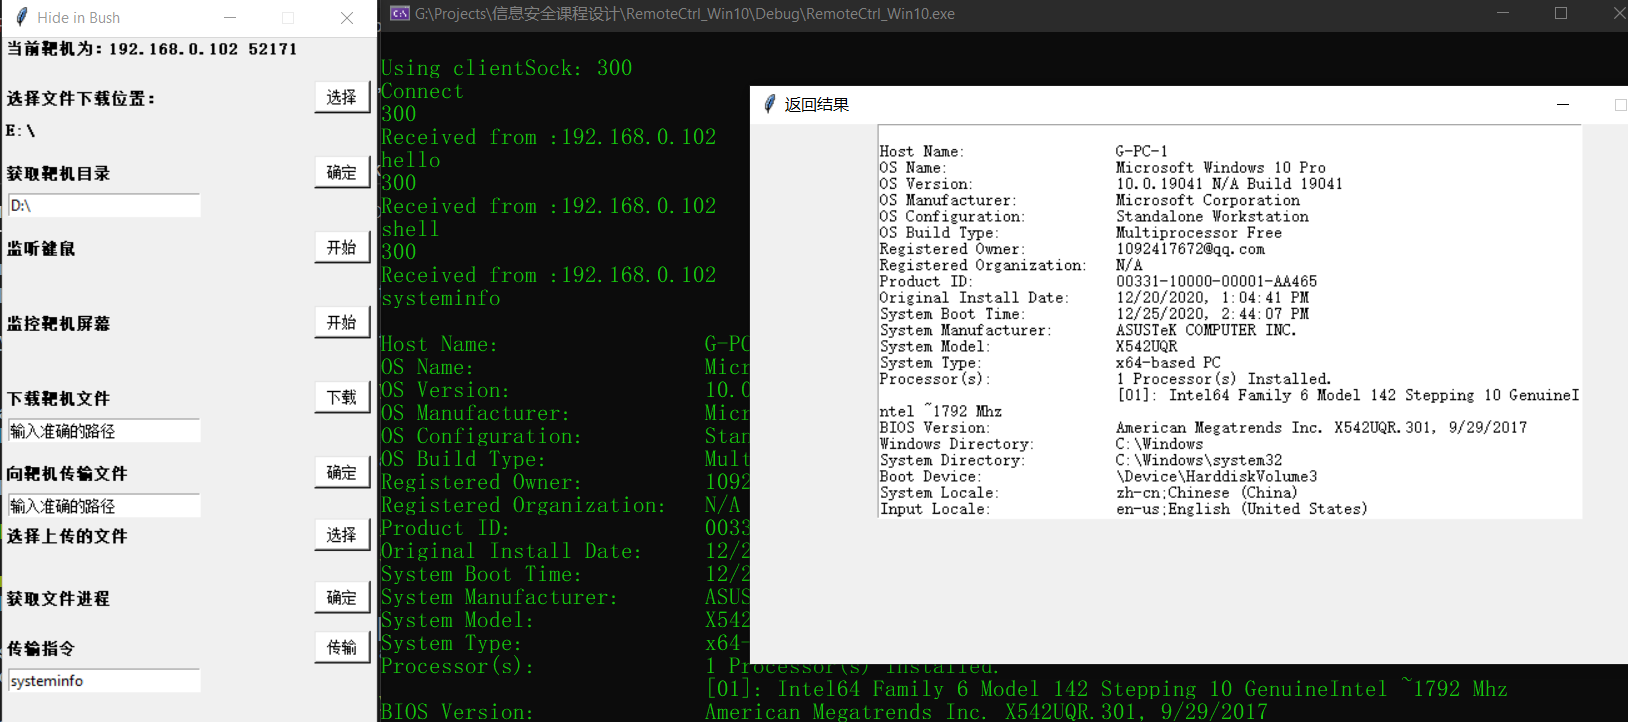 Hide in Bush
当前靶机为：192.168.0.102 52171
选择文件下载位置：
选择
E:\
获取靶机目录
确定
D:\
监听键鼠
开始
监控靶机屏幕
开始
下载靶机文件
下载
输入准确的路径
向靶机传输文件
确定
输入准确的路径
选择上传的文件
选择
获取文件进程
确定
传输指令
传输
systeminfo
G:\Projects\信息安全课程设计\RemoteCtrl_Win10\Debug\RemoteCtrl_Win10.exe
Using clientSock: 300
Connect
300
Received from :192.168.0.102
hello
300
Received from :192.168.0.102
shell
300
Received from :192.168.0.102
systeminfo
Host Name: G-PC
OS Name: Micr
OS Version: 10.0
OS Manufacturer: Micr
OS Configuration: Stan
OS Build Type: Mult
Registered Owner: 1092
Registered Organization: N/A
Product ID: 0033
Original Install Date: 12/2
System Boot Time: 12/2
System Manufacturer: ASUS
System Model: X542
System Type: x64-
Processor(s): 1 Processor(s) Installed.
[01]: Intel64 Family 6 Model 142 Stepping 10 GenuineIntel ~1792 Mhz
BIOS Version: American Megatrends Inc. X542UQR.301, 9/29/2017
返回结果
Host Name: G-PC-1
OS Name: Microsoft Windows 10 Pro
OS Version: 10.0.19041 N/A Build 19041
OS Manufacturer: Microsoft Corporation
OS Configuration: Standalone Workstation
OS Build Type: Multiprocessor Free
Registered Owner: 1092417672@qq.com
Registered Organization: N/A
Product ID: 00331-10000-00001-AA465
Original Install Date: 12/20/2020, 1:04:41 PM
System Boot Time: 12/25/2020, 2:44:07 PM
System Manufacturer: ASUSTeK COMPUTER INC.
System Model: X542UQR
System Type: x64-based PC
Processor(s): 1 Processor(s) Installed.
[01]: Intel64 Family 6 Model 142 Stepping 10 GenuineI
ntel ~1792 Mhz
BIOS Version: American Megatrends Inc. X542UQR.301, 9/29/2017
Windows Directory: C:\Windows
System Directory: C:\Windows\system32
Boot Device: \Device\HarddiskVolume3
System Locale: zh-cn;Chinese (China)
Input Locale: en-us;English (United States)